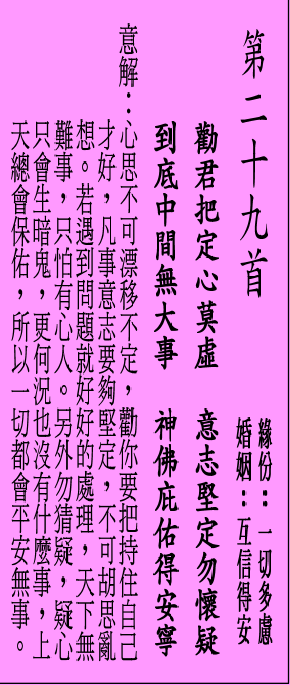 第二十九首
緣份：一切多慮
婚姻：互信得安
勸君把定心莫虛　意志堅定勿懷疑
到底中間無大事　神佛庇佑得安寧
意解：心思不可漂移不定，勸你要把持住自己
才好，凡事意志要夠堅定，不可胡思亂
想。若遇到問題就好好的處理，天下無
難事，只怕有心人。另外勿猜疑，疑心
只會生暗鬼，更何況也沒有什麼事，上
天總會保佑，所以一切都會平安無事。